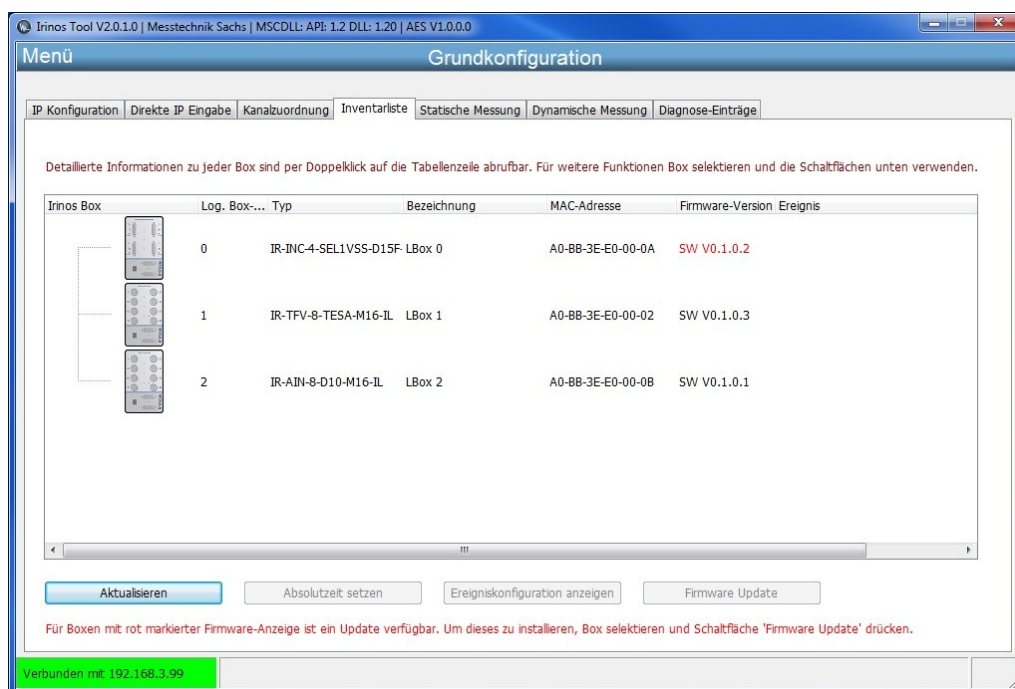 Irinos Tool V2.0.1.0 | Messtechnik Sachs | MSCDLL: API: 1.2 DLL: 1.20 | AES V1.0.0.0
Menü Grundkonfiguration
IP Konfiguration Direkte IP Eingabe Kanalzuordnung Inventarliste Statische Messung Dynamische Messung Diagnose-Einträge
Detaillierte Informationen zu jeder Box sind per Doppelklick auf die Tabellenzeile abrufbar. Für weitere Funktionen Box selektieren und die Schaltflächen unten verwenden.
Irinos Box Log. Box-... Typ Bezeichnung MAC-Adresse Firmware-Version Ereignis
0 IR-INC-4-SEL1VSS-D15F- LBox 0 A0-BB-3E-E0-00-0A SW V0.1.0.2
1 IR-TFV-8-TESA-M16-IL LBox 1 A0-BB-3E-E0-00-02 SW V0.1.0.3
2 IR-AIN-8-D10-M16-IL LBox 2 A0-BB-3E-E0-00-0B SW V0.1.0.1
Aktualisieren Absolutzeit setzen Ereigniskonfiguration anzeigen Firmware Update
Für Boxen mit rot markierter Firmware-Anzeige ist ein Update verfügbar. Um dieses zu installieren, Box selektieren und Schaltfläche 'Firmware Update' drücken.
Verbunden mit 192.168.3.99